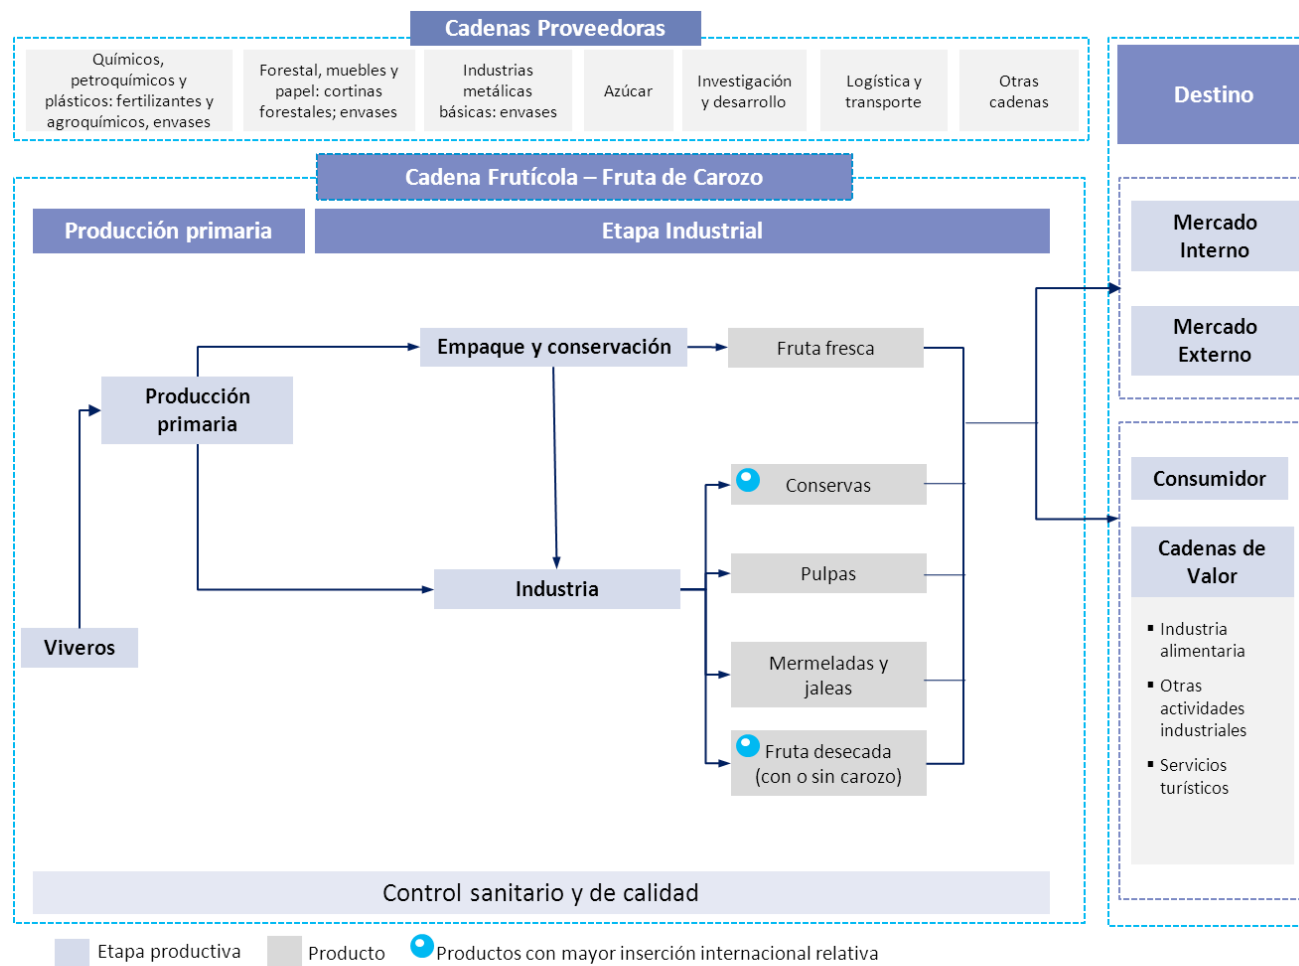 Cadenas Proveedoras
Químicos,
petroquímicos y
plásticos: fertilizantes y
agroquímicos, envases
Forestal, muebles y
papel: cortinas
forestales; envases
Industrias
metálicas
básicas: envases
Azúcar
Investigación
y desarrollo
Logística y
transporte
Otras
cadenas
Destino
Cadena Frutícola – Fruta de Carozo
Producción primaria
Etapa Industrial
Mercado
Interno
Mercado
Externo
Empaque y conservación
Fruta fresca
Producción
primaria
Conservas
Consumidor
Cadenas de
Valor
Pulpas
Industria
Viveros
Mermeladas y
jaleas
Fruta desecada
(con o sin carozo)
▪ Industria
alimentaria
▪ Otras
actividades
industriales
▪ Servicios
turísticos
Control sanitario y de calidad
Etapa productiva
Producto
Productos con mayor inserción internacional relativa